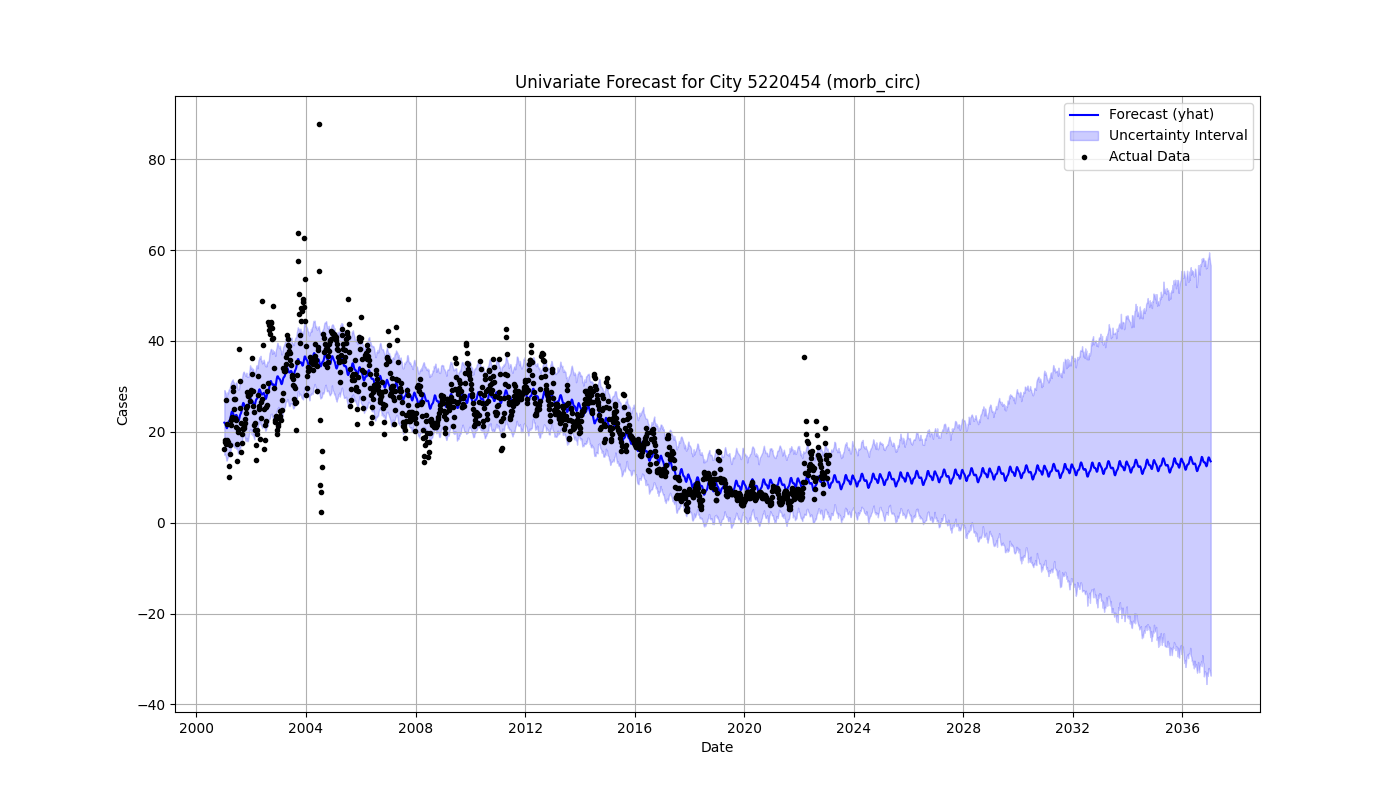 Univariate Forecast for City 5220454 (morb_circ)
Forecast (yhat)
Uncertainty Interval
Actual Data
Cases
80
60
40
20
0
−20
−40
2000 2004 2008 2012 2016 2020 2024 2028 2032 2036
Date